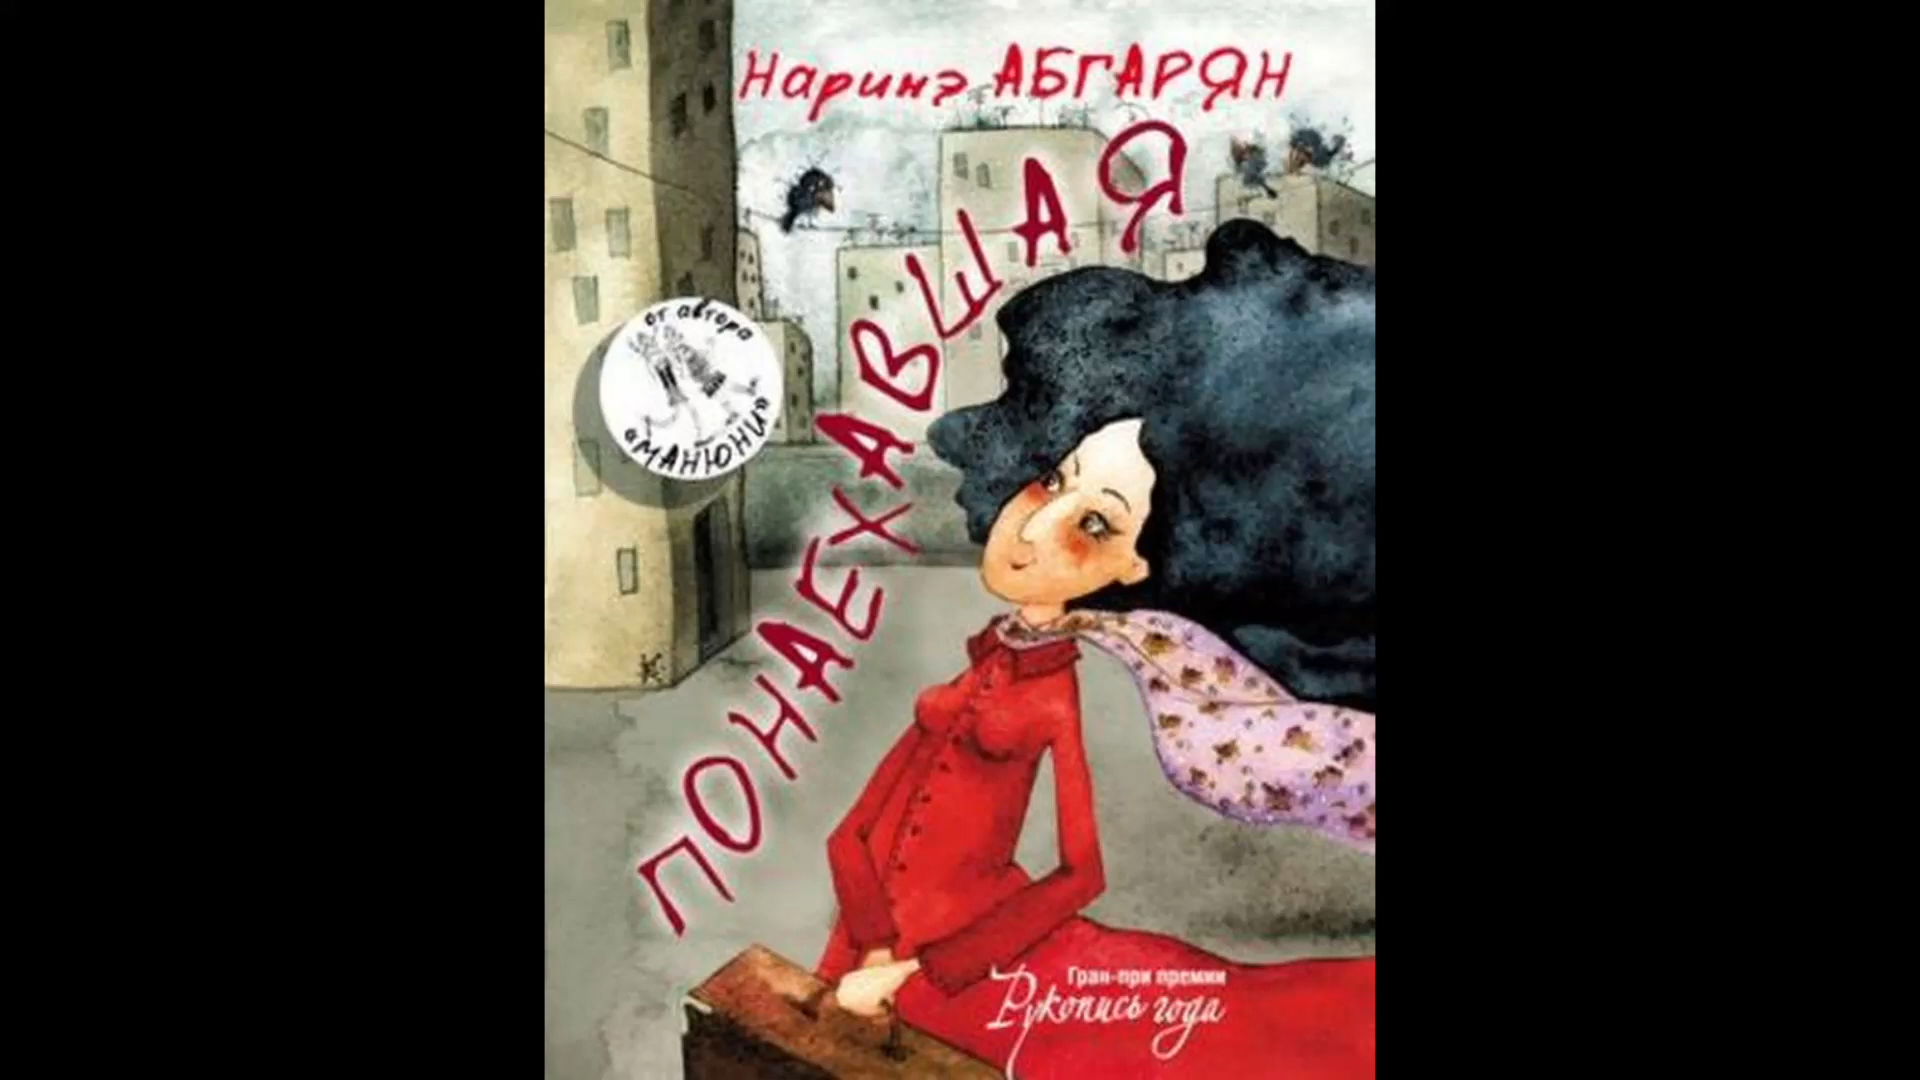 Наринэ АБГАРЯН
ПОНАЕХАВШАЯ
от автора
«МАНЮНИ»
К.
Гран-при премии
Рукопись года